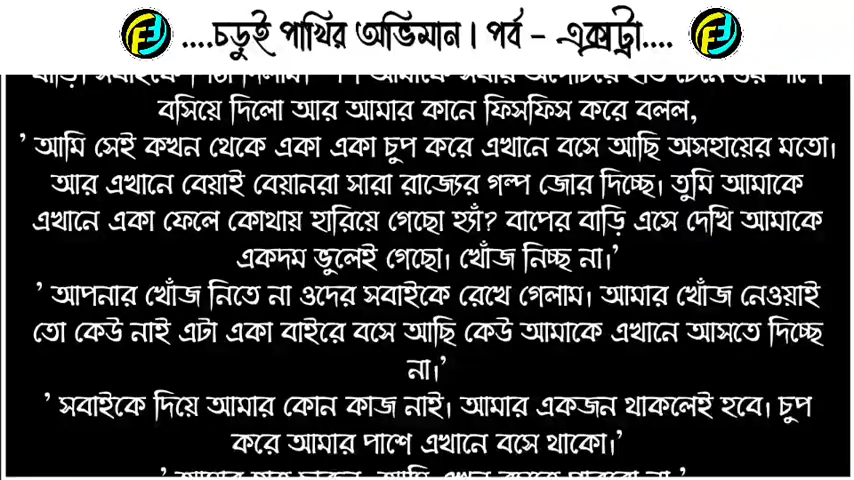 ....চড়ুই পাখির অভিমান। পর্ব - এক্সট্রা....
বসিয়ে দিলো আর আমার কানে ফিসফিস করে বলল,
' আমি সেই কখন থেকে একা একা চুপ করে এখানে বসে আছি অসহায়ের মতো।
আর এখানে বেয়াই বেয়ানরা সারা রাজ্যের গল্প জোর দিচ্ছে। তুমি আমাকে
এখানে একা ফেলে কোথায় হারিয়ে গেছো হ্যাঁ? বাপের বাড়ি এসে দেখি আমাকে
একদম ভুলেই গেছো। খোঁজ নিচ্ছ না।'
' আপনার খোঁজ নিতে না ওদের সবাইকে রেখে গেলাম। আমার খোঁজ নেওয়াই
তো কেউ নাই এটা একা বাইরে বসে আছি কেউ আমাকে এখানে আসতে দিচ্ছে
না।'
' সবাইকে দিয়ে আমার কোন কাজ নাই। আমার একজন থাকলেই হবে। চুপ
করে আমার পাশে এখানে বসে থাকো।'